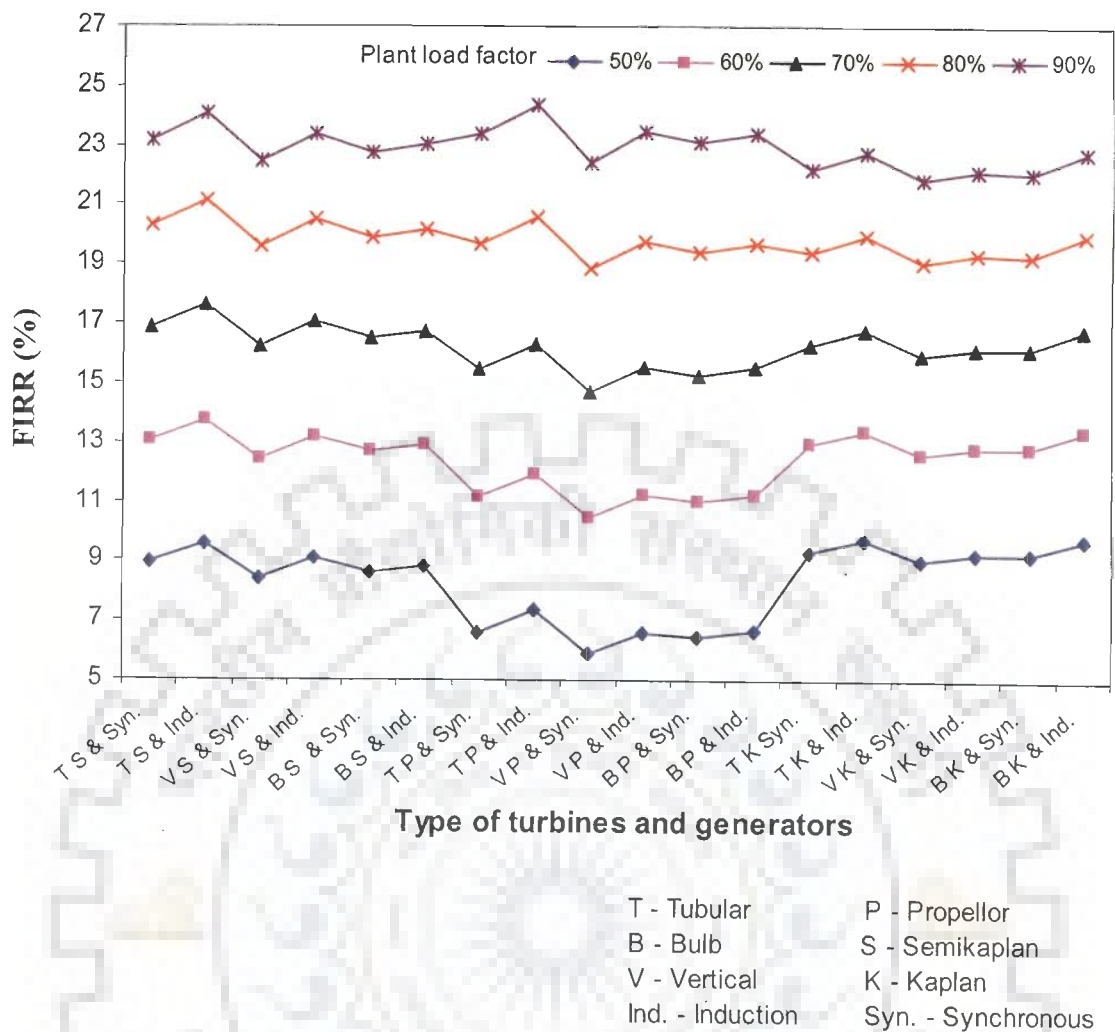 27
25
23
21
19
17
15
13
11
9
7
5
FIRR (%)
Plant load factor 50% 60% 70% 80% 90%
T S & Syn.
T S & Ind.
V S & Syn.
V S & Ind.
B S & Syn.
B S & Ind.
T P & Syn.
T P & Ind.
V P & Syn.
V P & Ind.
B P & Syn.
B P & Ind.
T K Syn.
T K & Ind.
V K & Syn.
V K & Ind.
B K & Syn.
B K & Ind.
Type of turbines and generators
T - Tubular P - Propellor
B - Bulb S - Semikaplan
V - Vertical K - Kaplan
Ind. - Induction Syn. - Synchronous